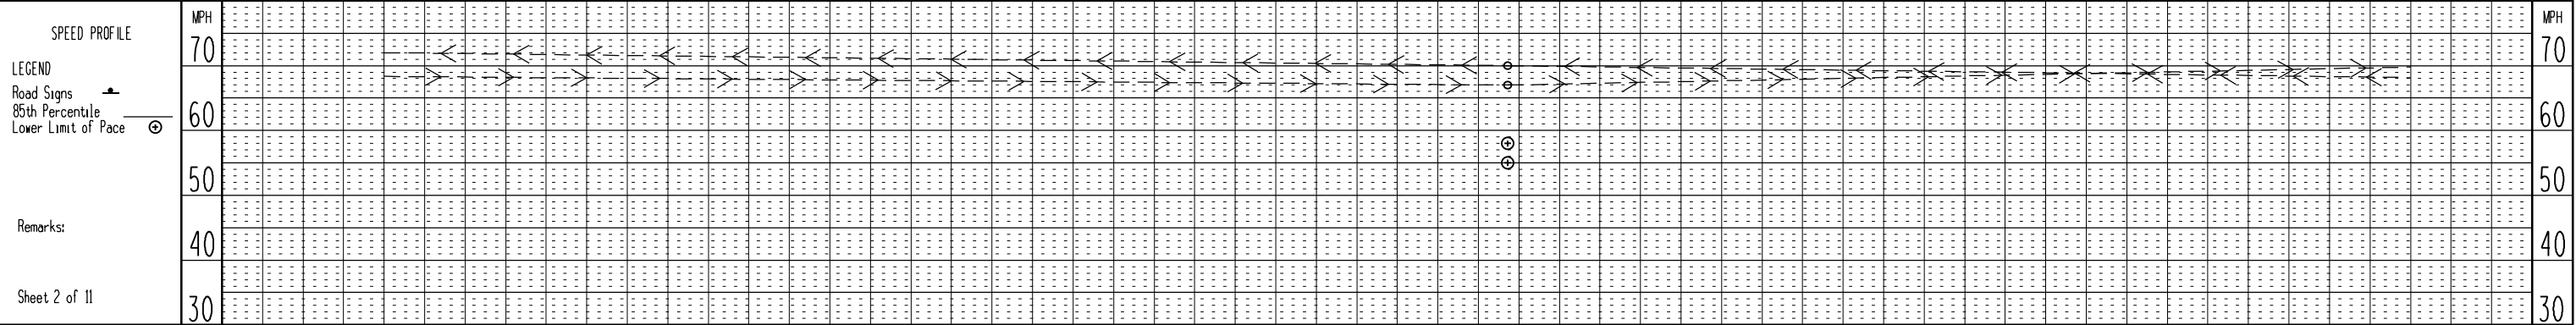 SPEED PROFILE
LEGEND
Road Signs
85th Percentile
Lower Limit of Pace
Remarks:
Sheet 2 of 11
MPH
70
60
50
40
30
MPH
70
60
50
40
30